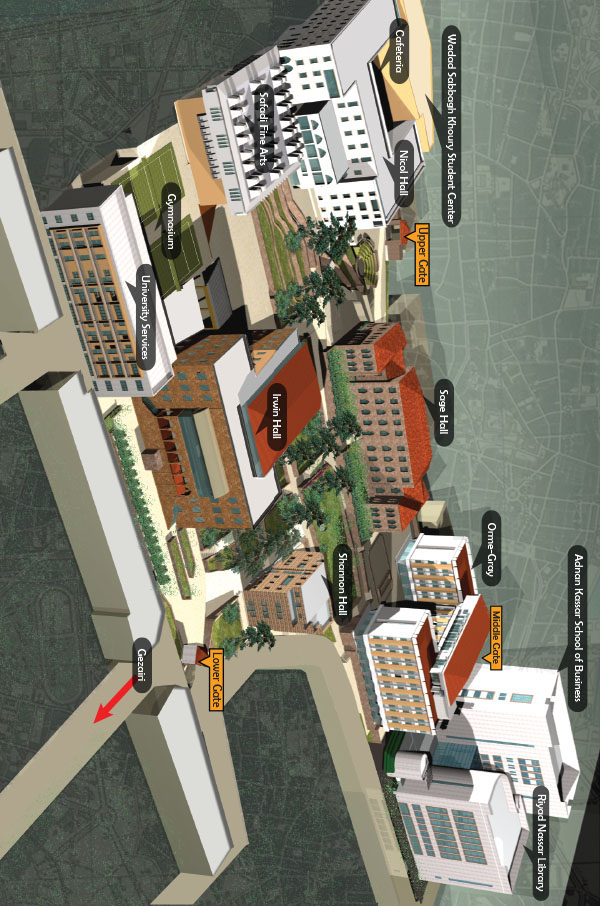 Wadad Sabbagh Khoury Student Center
Cafeteria
Nicol Hall
Safadi Fine Arts
Upper Gate
Gymnasium
University Services
Sage Hall
Irwin Hall
Orme-Gray
Adnan Kassar School of Business
Middle Gate
Shannon Hall
Lower Gate
Gezairi
Riyad Nassar Library